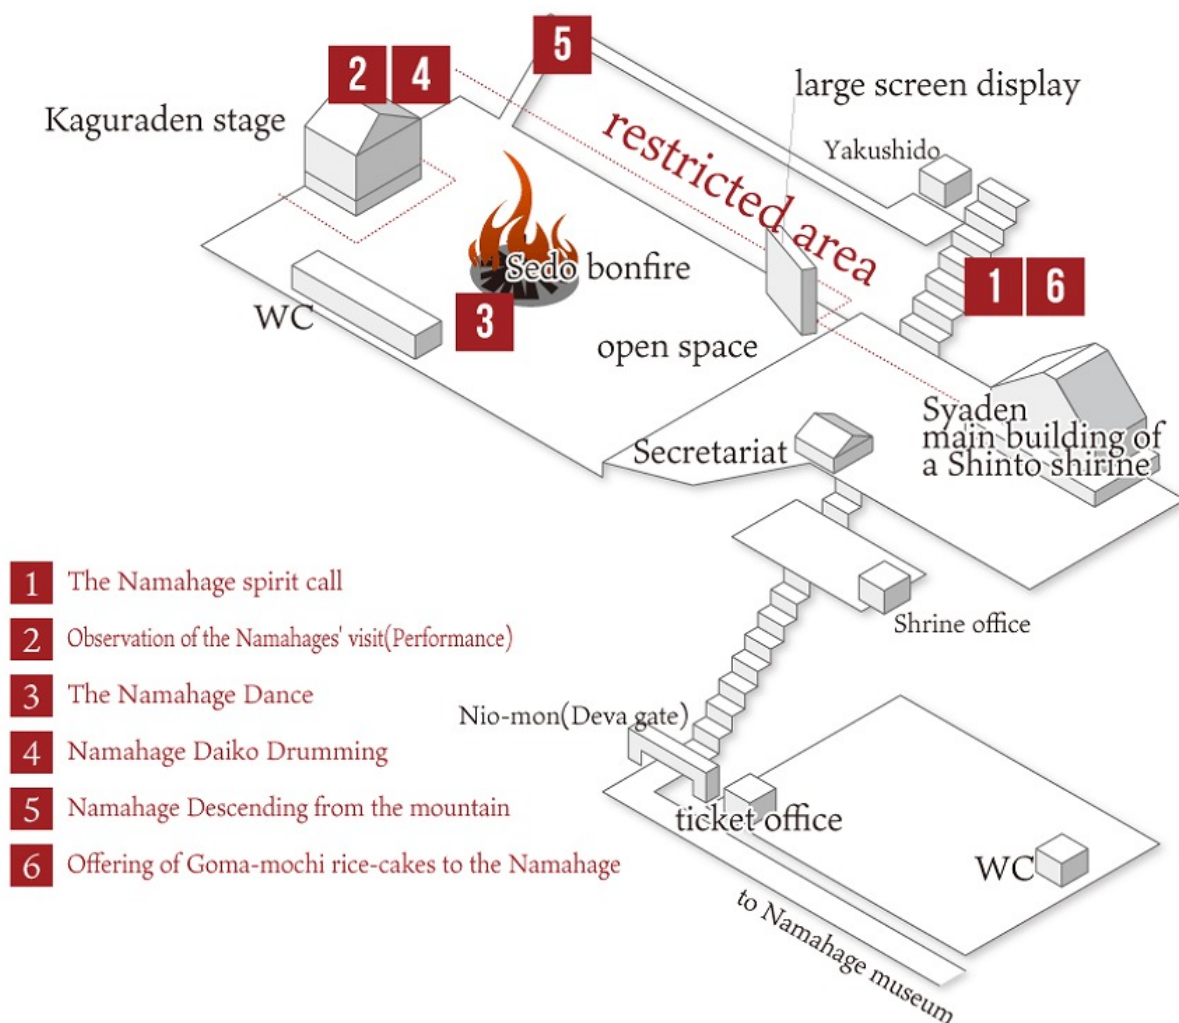 2 4
5
large screen display
Kaguraden stage
restricted area
Yakushido
Sedo bonfire
1 6
WC
3
open space
Syaden
main building of
a Shinto shirine
Secretariat
1 The Namahage spirit call
2 Observation of the Namahages' visit(Performance)
3 The Namahage Dance
4 Namahage Daiko Drumming
5 Namahage Descending from the mountain
6 Offering of Goma-mochi rice-cakes to the Namahage
Shrine office
Nio-mon(Deva gate)
ticket office
WC
to Namahage museum